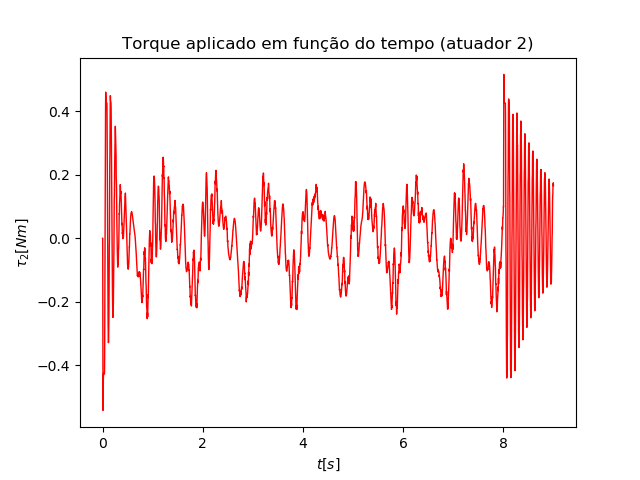 Torque aplicado em função do tempo (atuador 2)
0.4
0.2
0.0
−0.2
−0.4
τ₂[Nm]
0 2 4 6 8
t[s]